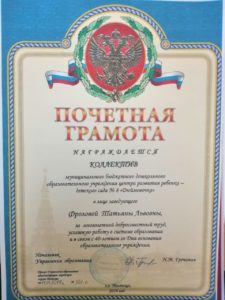 ПОЧЕТНАЯ
ГРАМОТА
НАГРАЖДАЕТСЯ
КОЛЛЕКТИВ
муниципального бюджетного дошкольного
образовательного учреждения центра развития ребенка –
детского сада № 8 «Дюймовочка»
в лице заведующего
Фроловой Татьяны Львовны,
за многолетний добросовестный труд,
успешную работу в системе образования
и в связи с 40-летием со Дня основания
образовательного учреждения.
Начальник
Управления образования